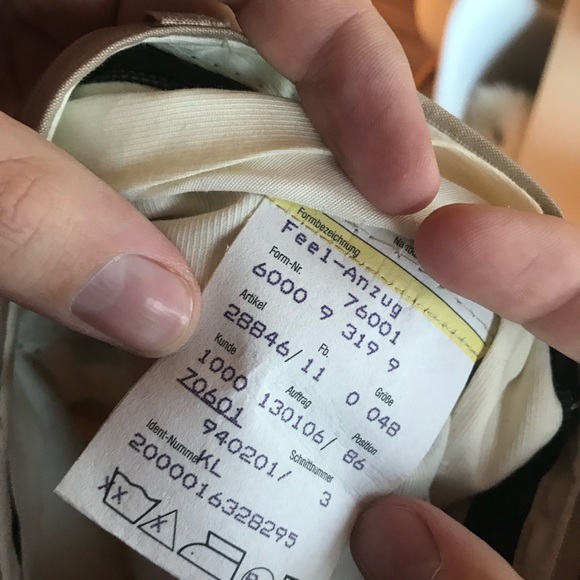 Formbezeichnung
Feel-Anzug
Form-Nr. 76001
6000 9 319 9
Artikel Fb. Größe
28846/11 0 048
Kunde Auftrag Position
1000 130106/ 86
Z0601
940201/ 3
Schnittnummer
Ident-Nummer KL
2000016328295